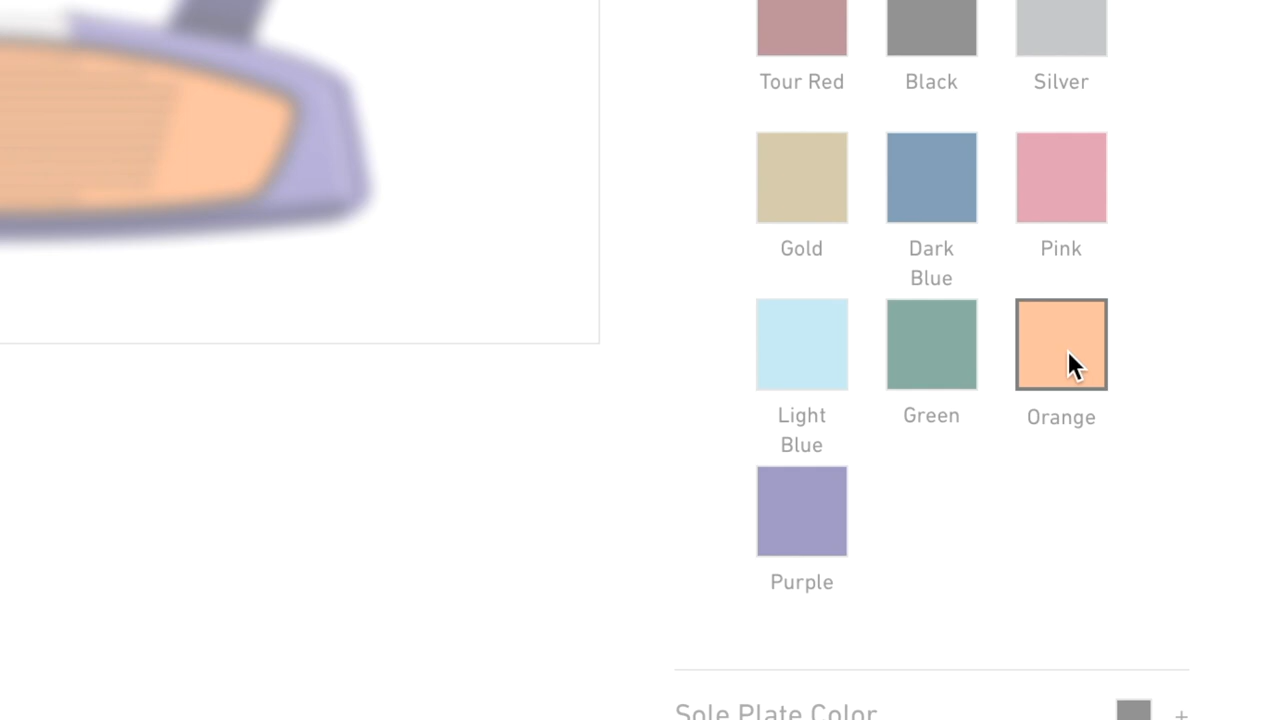 Tour Red
Black
Silver
Gold
Dark
Blue
Pink
Light
Blue
Green
Orange
Purple
Sole Plate Color
+